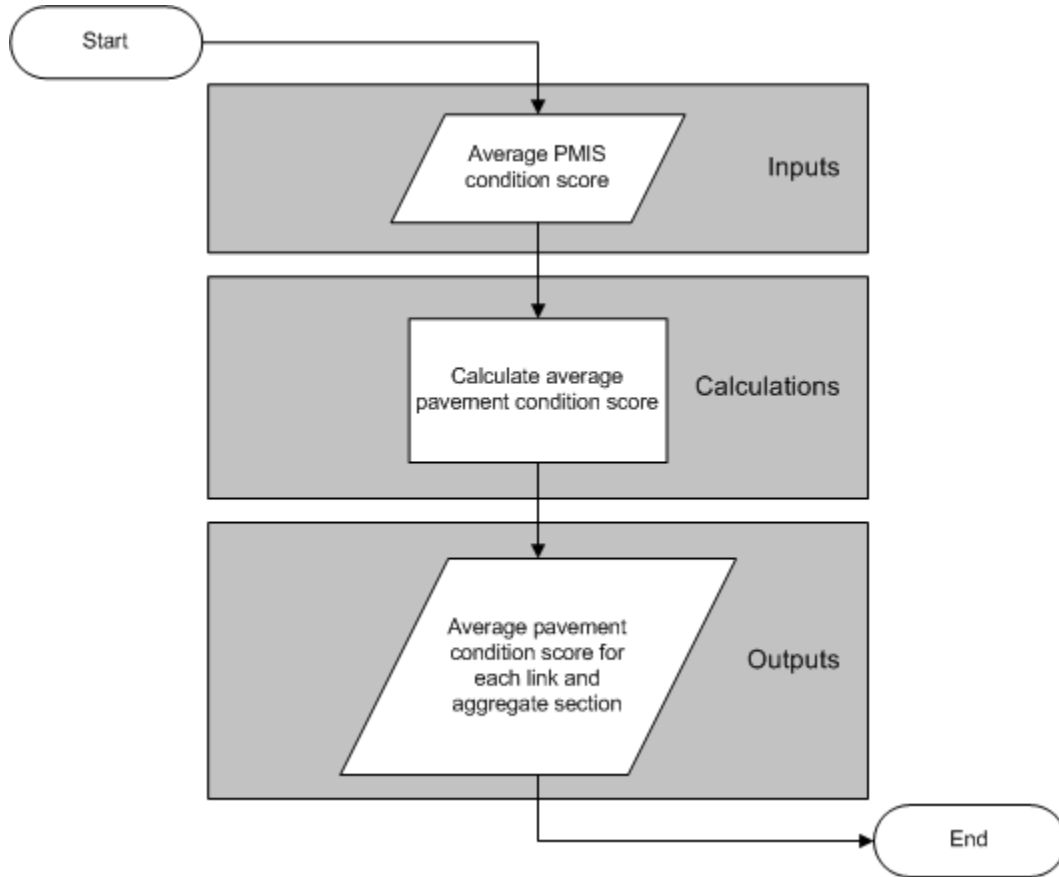 Start
Average PMIS
condition score
Inputs
Calculate average
pavement condition score
Calculations
Average pavement
condition score for
each link and
aggregate section
Outputs
End